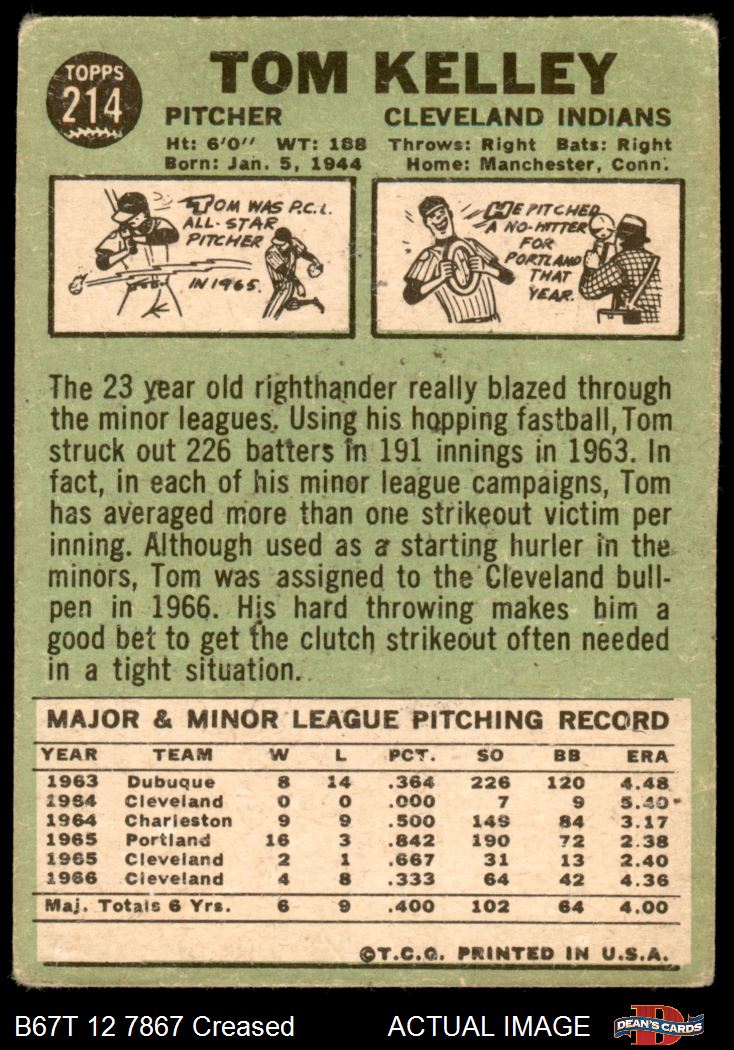 TOPPS
214
TOM KELLEY
PITCHER CLEVELAND INDIANS
Ht: 6'0" WT: 188 Throws: Right Bats: Right
Born: Jan. 5, 1944 Home: Manchester, Conn.
TOM WAS P.C.L.
ALL-STAR
PITCHER
IN 1965.
HE PITCHED
A NO-HITTER
FOR
PORTLAND
THAT
YEAR.
The 23 year old righthander really blazed through
the minor leagues. Using his hopping fastball, Tom
struck out 226 batters in 191 innings in 1963. In
fact, in each of his minor league campaigns, Tom
has averaged more than one strikeout victim per
inning. Although used as a starting hurler in the
minors, Tom was assigned to the Cleveland bull-
pen in 1966. His hard throwing makes him a
good bet to get the clutch strikeout often needed
in a tight situation.
MAJOR & MINOR LEAGUE PITCHING RECORD
YEAR TEAM W L PCT. SO BB ERA
1963 Dubuque 8 14 .364 226 120 4.48
1964 Cleveland 0 0 .000 7 9 5.40
1964 Charleston 9 9 .500 149 84 3.17
1965 Portland 16 3 .842 190 72 2.38
1965 Cleveland 2 1 .667 31 13 2.40
1966 Cleveland 4 8 .333 64 42 4.36
Maj. Totals 6 Yrs. 6 9 .400 102 64 4.00
©T.C.G. PRINTED IN U.S.A.
B67T 12 7867 Creased ACTUAL IMAGE DEAN'S CARDS